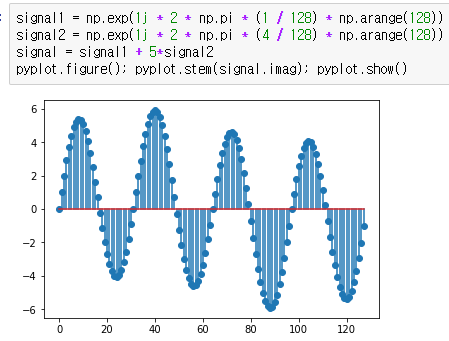 signal1 = np.exp(1j * 2 * np.pi * (1 / 128) * np.arange(128))
signal2 = np.exp(1j * 2 * np.pi * (4 / 128) * np.arange(128))
signal = signal1 + 5*signal2
pyplot.figure(); pyplot.stem(signal.imag); pyplot.show()
6
4
2
0
−2
−4
−6
0 20 40 60 80 100 120